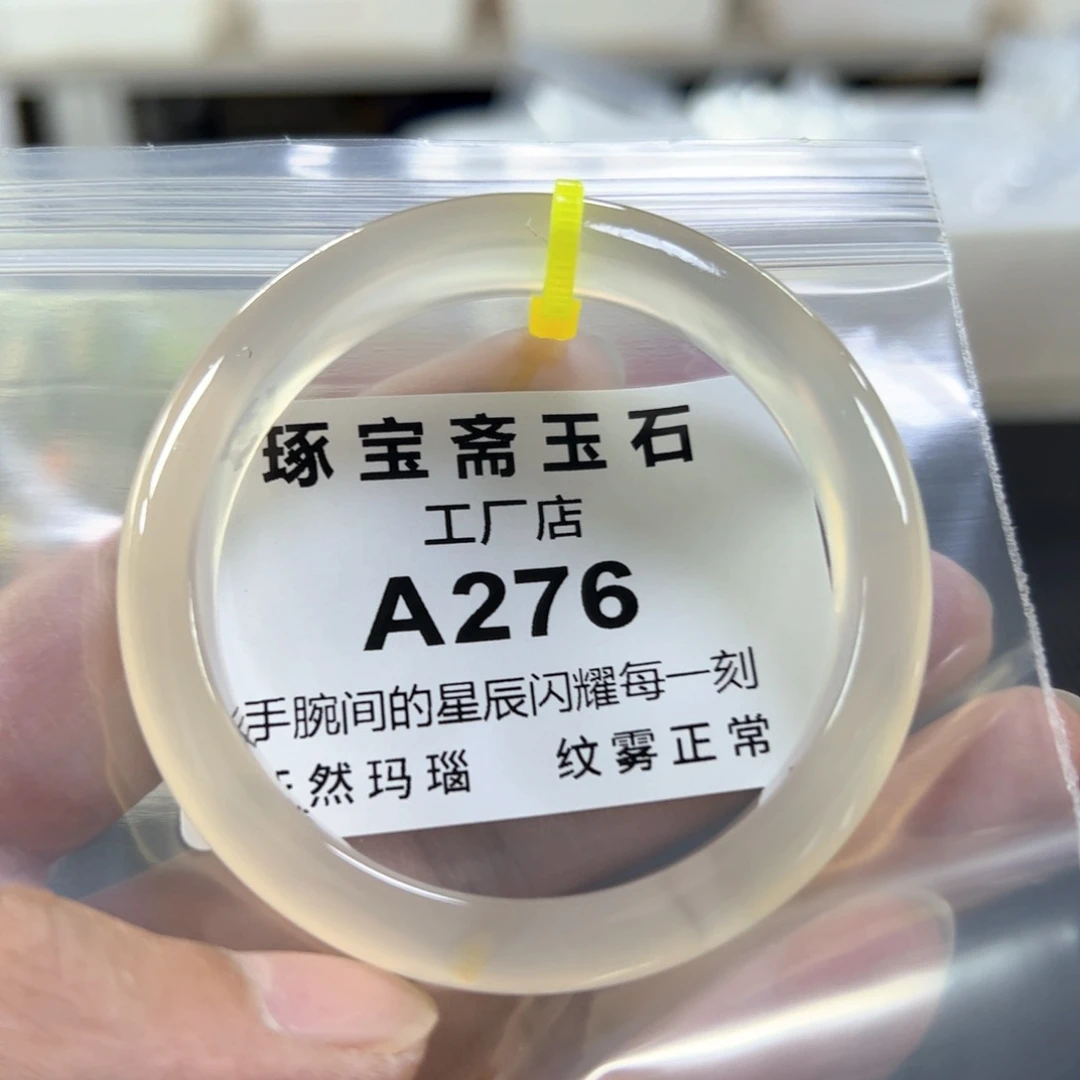 琢宝斋玉石
工厂店
A276
手腕间的星辰闪耀每一刻
天然玛瑙 纹雾正常